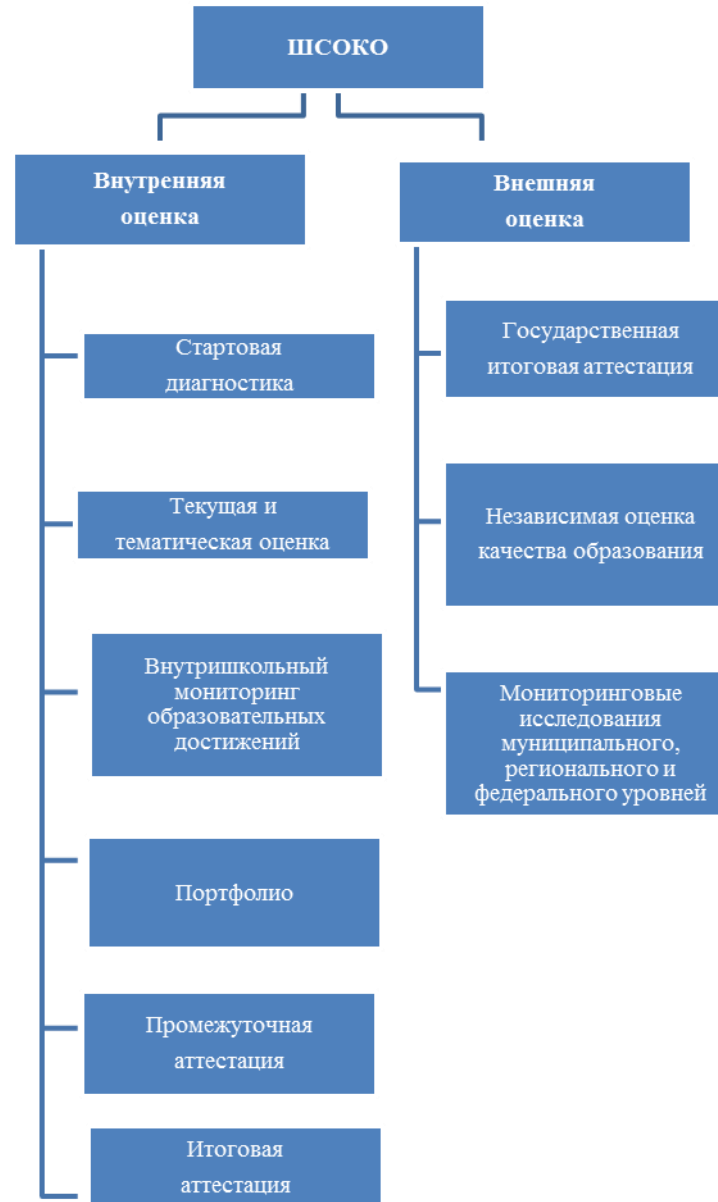 ШСОКО
Внутренняя
оценка
Стартовая
диагностика
Текущая и
тематическая оценка
Внутришкольный
мониторинг
образовательных
достижений
Портфолио
Промежуточная
аттестация
Итоговая
аттестация
Внешняя
оценка
Государственная
итоговая аттестация
Независимая оценка
качества образования
Мониторинговые
исследования
муниципального,
регионального и
федерального уровней